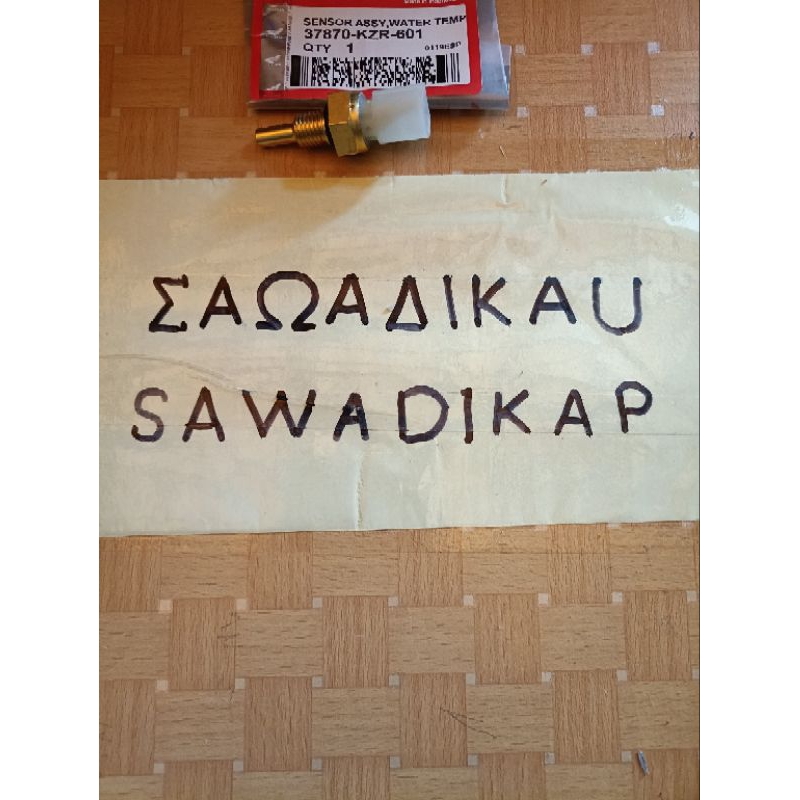 SENSOR ASSY,WATER TEMP
37870-KZR-601
QTY 1
ΣΑΩΑΔΙΚΑU
SAWADIKAP